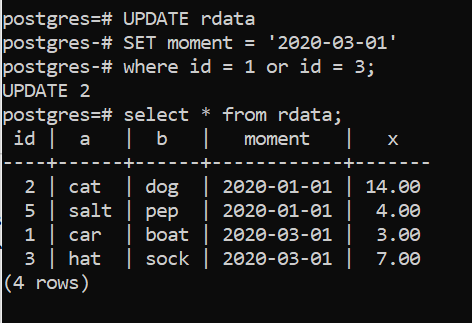 postgres=# UPDATE rdata
postgres-# SET moment = '2020-03-01'
postgres-# where id = 1 or id = 3;
UPDATE 2
postgres=# select * from rdata;
 id |  a   |  b   |   moment   |   x
----+------+------+------------+-------
  2 | cat  | dog  | 2020-01-01 | 14.00
  5 | salt | pep  | 2020-01-01 |  4.00
  1 | car  | boat | 2020-03-01 |  3.00
  3 | hat  | sock | 2020-03-01 |  7.00
(4 rows)